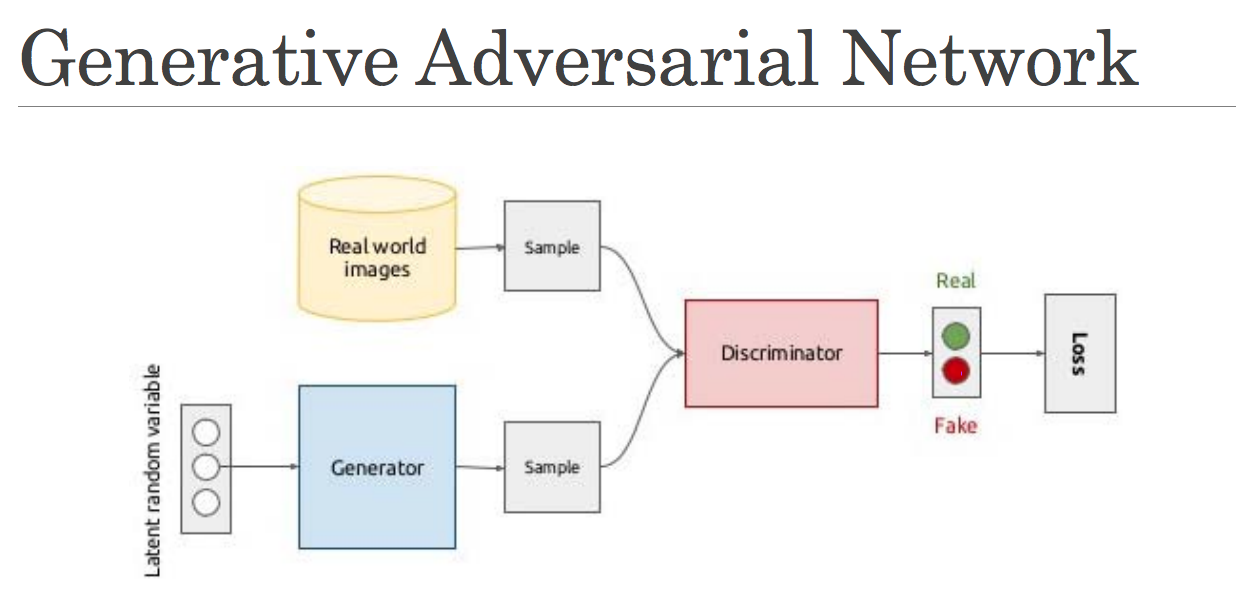 Generative Adversarial Network
Real world
images
Sample
Real
Discriminator
Loss
Fake
Latent random variable
Generator
Sample